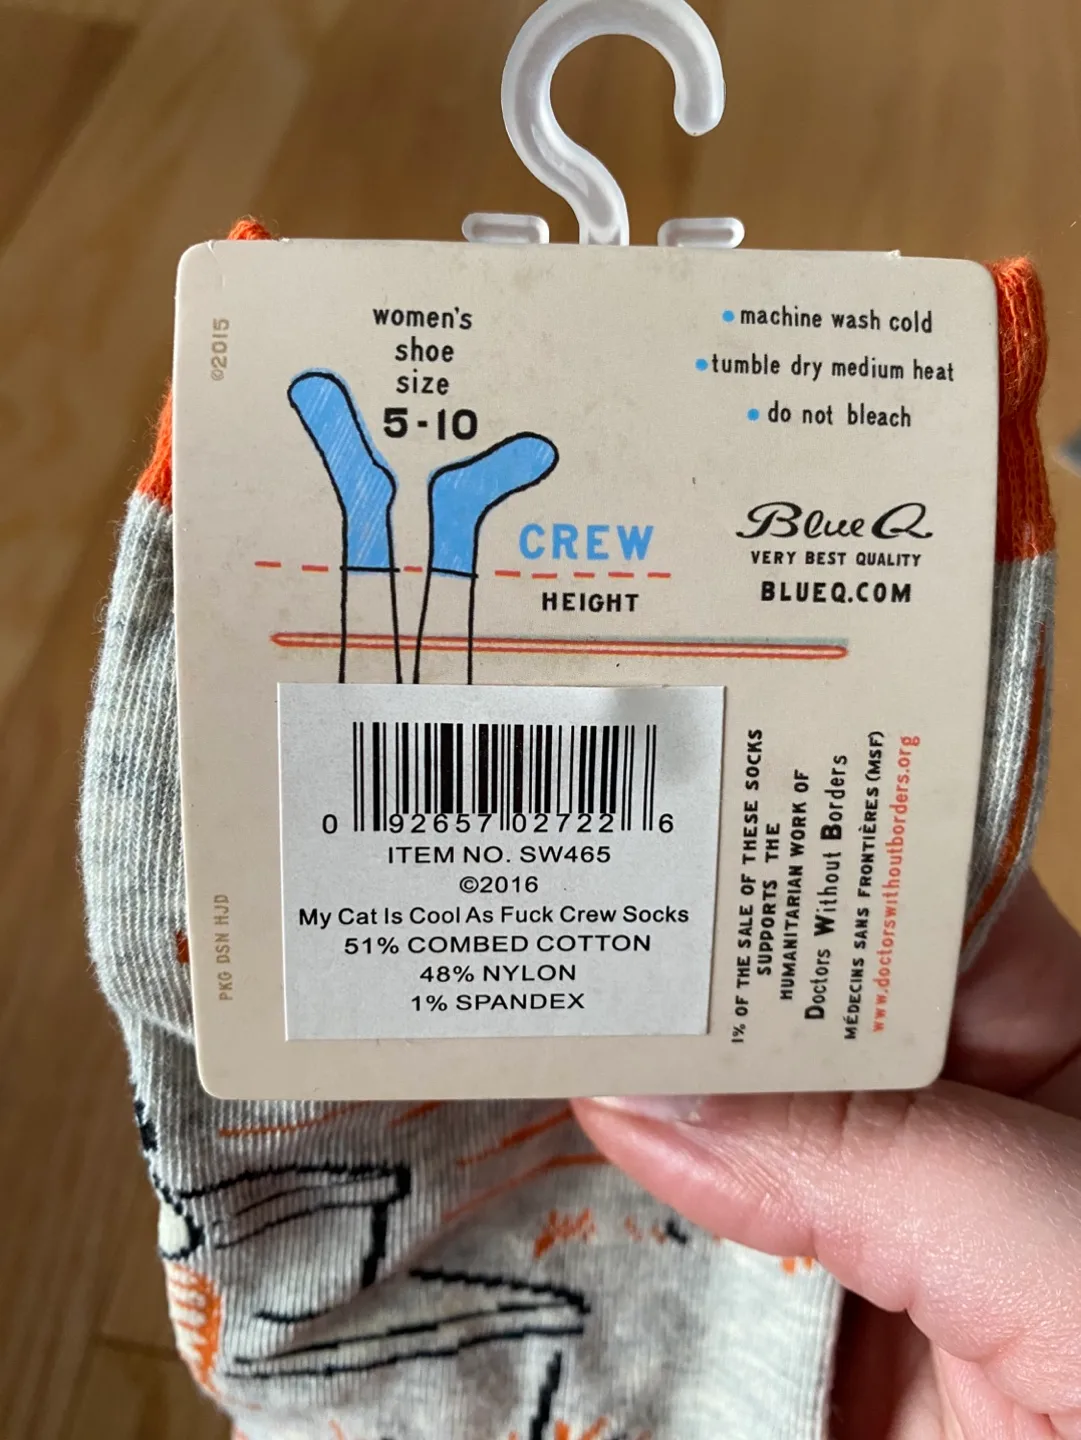 ©2015
women's
shoe
size
5-10
CREW
HEIGHT
machine wash cold
tumble dry medium heat
do not bleach
Blue Q
VERY BEST QUALITY
BLUEQ.COM
0 92657 02722 6
ITEM NO. SW465
©2016
My Cat Is Cool As Fuck Crew Socks
51% COMBED COTTON
48% NYLON
1% SPANDEX
PKG DSN HJD
1% OF THE SALE OF THESE SOCKS
SUPPORTS THE
HUMANITARIAN WORK OF
Doctors Without Borders
MÉDECINS SANS FRONTIÈRES (MSF)
www.doctorswithoutborders.org